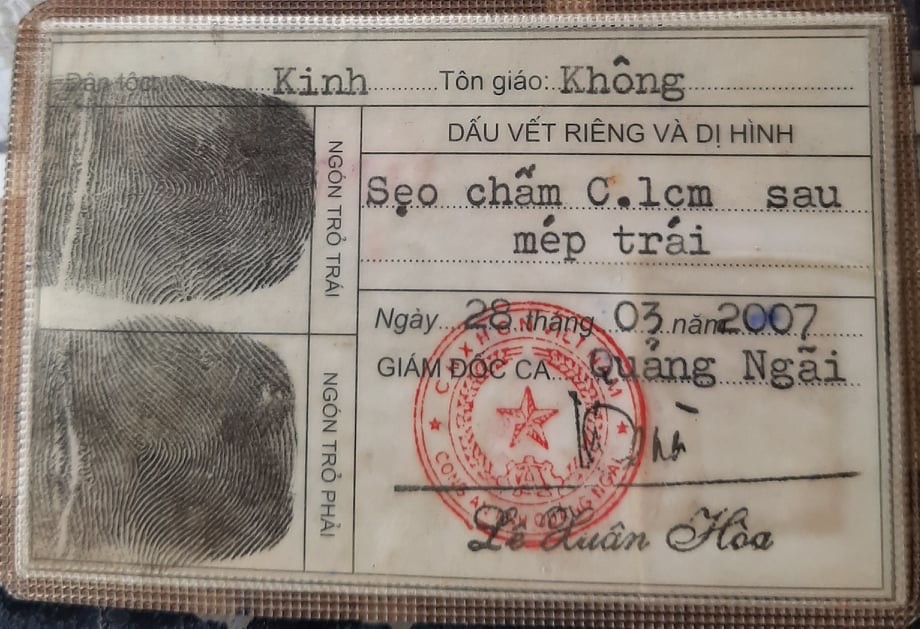 Dân tộc: Kinh Tôn giáo: Không
NGÓN TRỎ TRÁI
DẤU VẾT RIÊNG VÀ DỊ HÌNH
Sẹo chấm C.1cm sau
mép trái
Ngày 28 tháng 03 năm 2007
GIÁM ĐỐC CA Quảng Ngãi
NGÓN TRỎ PHẢI
Lê Xuân Hòa